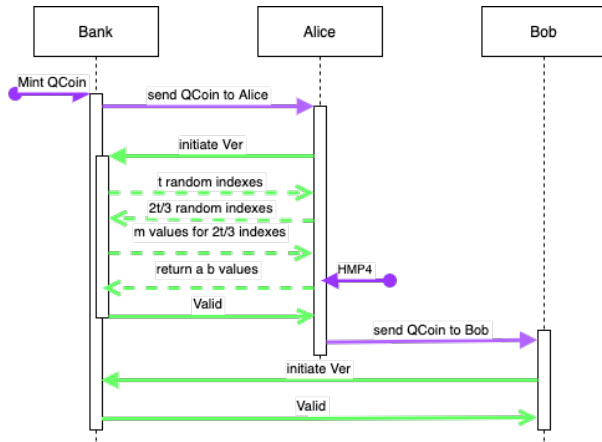 Bank
Alice
Bob
Mint QCoin
send QCoin to Alice
initiate Ver
t random indexes
2t/3 random indexes
m values for 2t/3 indexes
return a b values
HMP4
Valid
send QCoin to Bob
initiate Ver
Valid